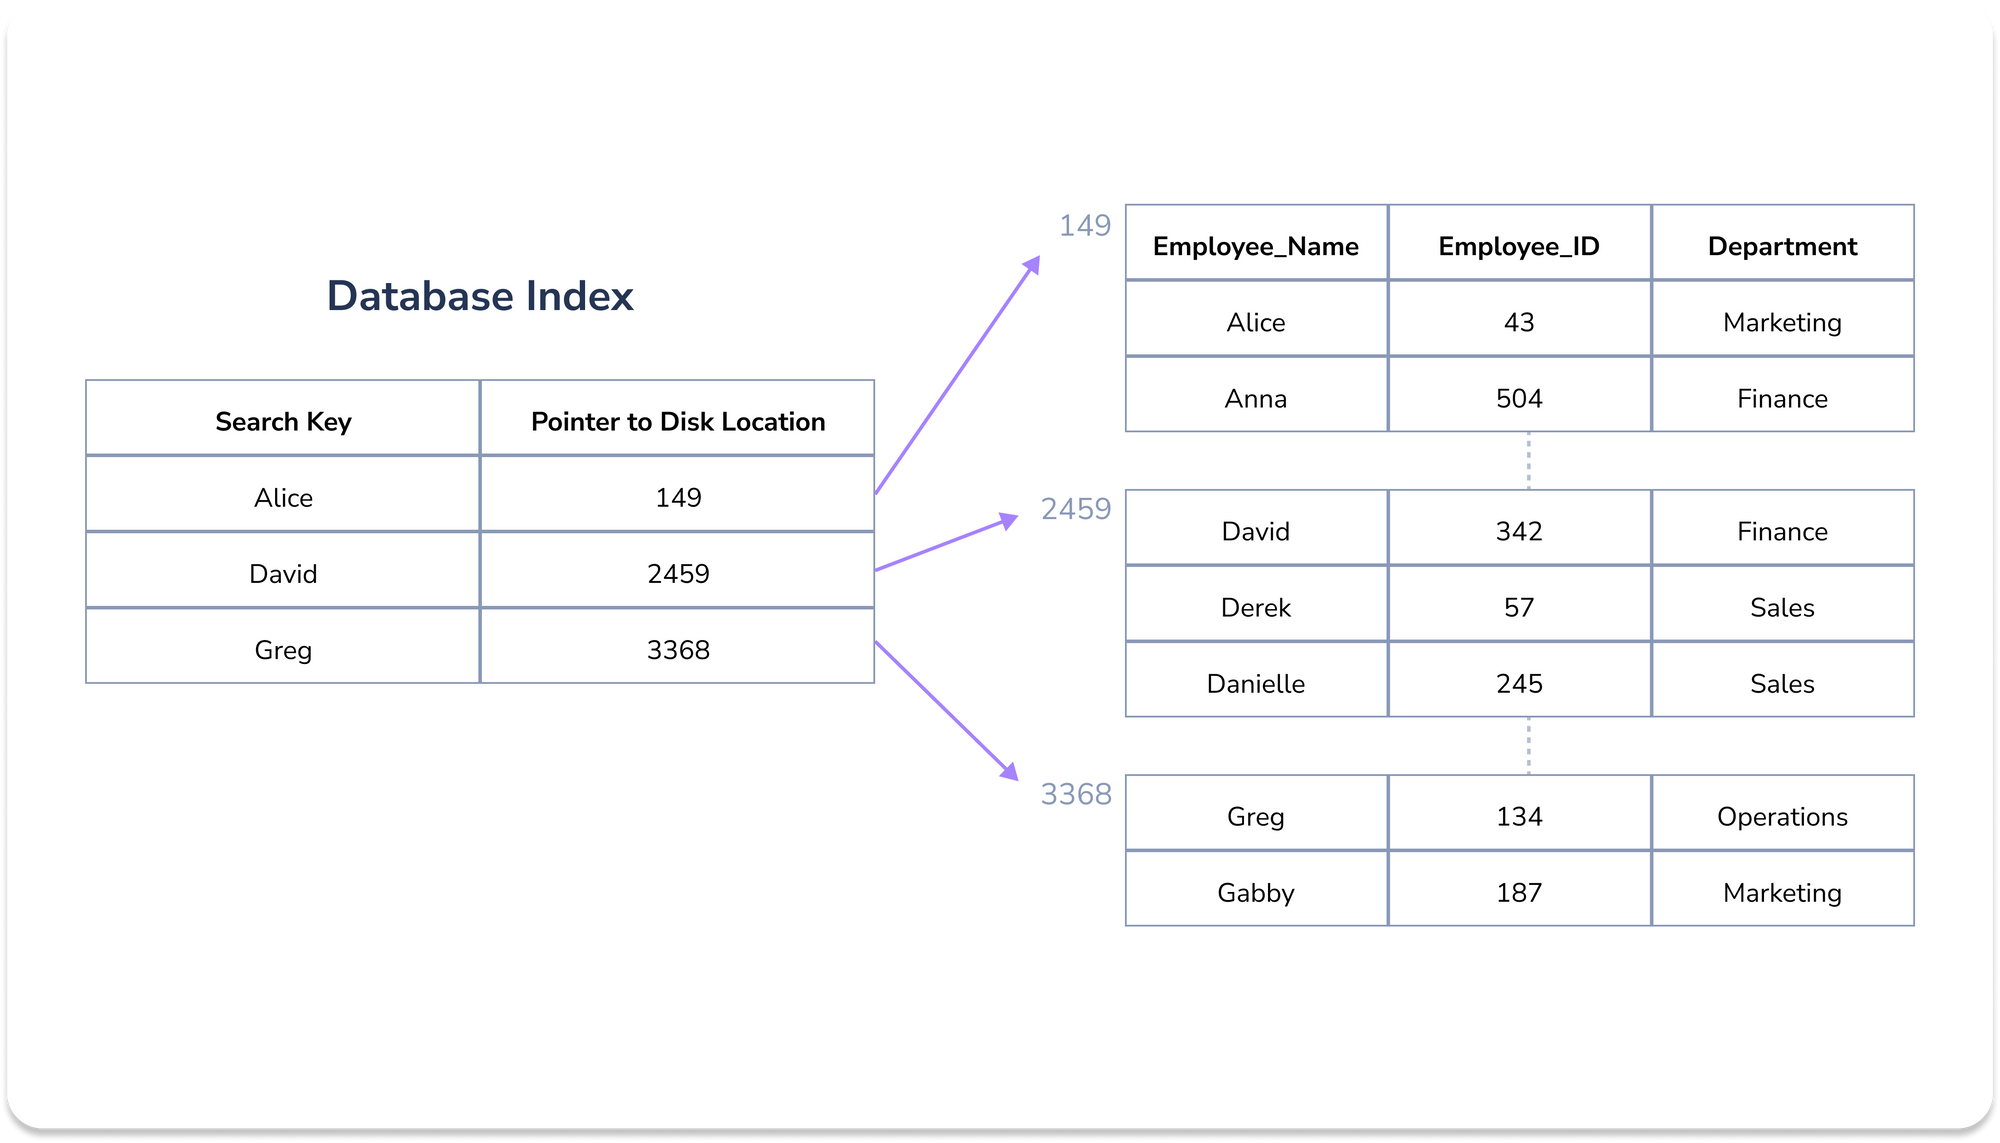 Database Index
Search Key Pointer to Disk Location
Alice 149
David 2459
Greg 3368
149
Employee_Name Employee_ID Department
Alice 43 Marketing
Anna 504 Finance
2459
David 342 Finance
Derek 57 Sales
Danielle 245 Sales
3368
Greg 134 Operations
Gabby 187 Marketing